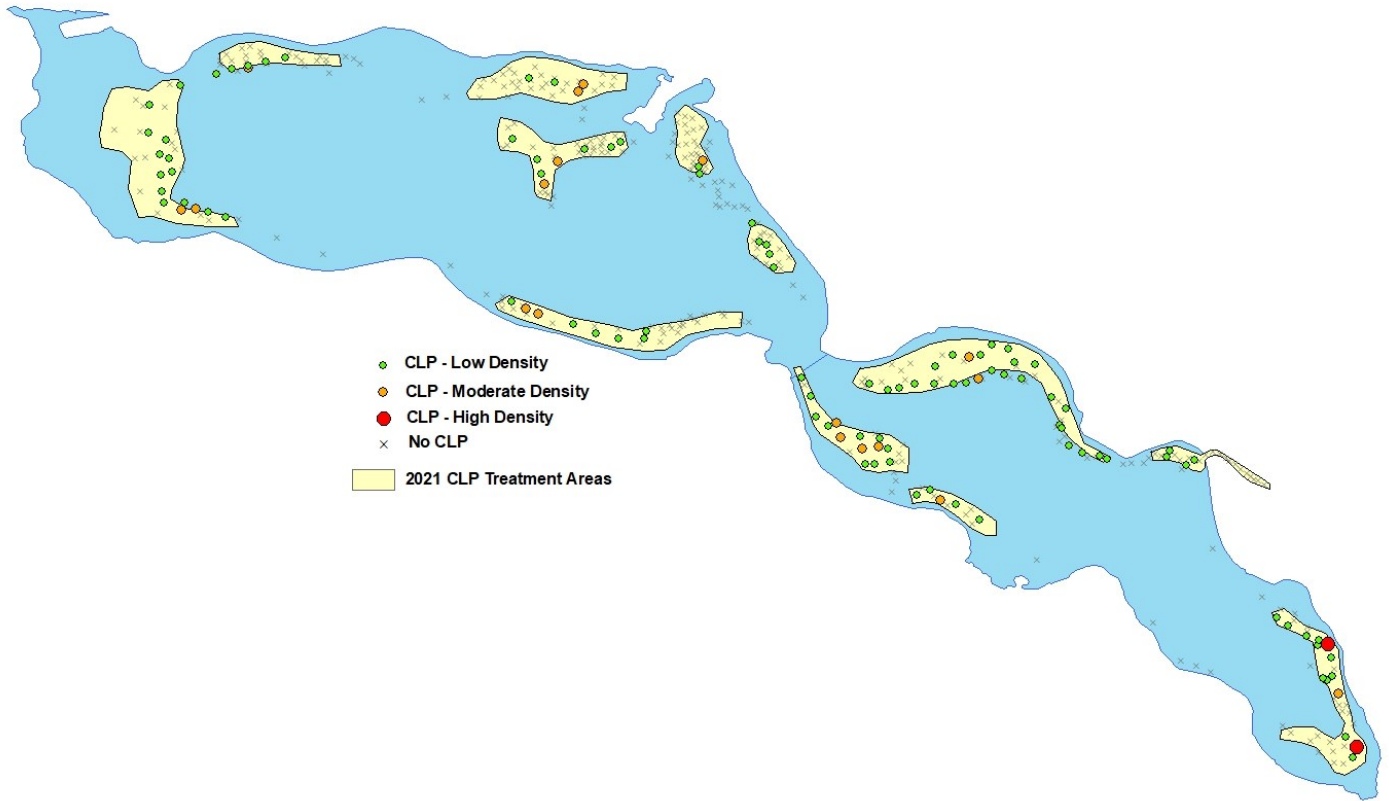 CLP - Low Density
CLP - Moderate Density
CLP - High Density
No CLP
2021 CLP Treatment Areas